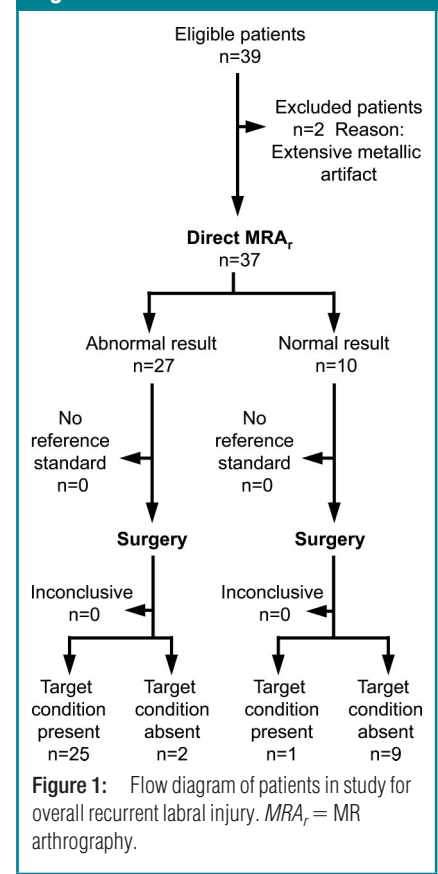 Eligible patients
n=39
Excluded patients
n=2 Reason:
Extensive metallic
artifact
Direct MRAr
n=37
Abnormal result
n=27
Normal result
n=10
No
reference
standard
n=0
No
reference
standard
n=0
Surgery
Surgery
Inconclusive
n=0
Inconclusive
n=0
Target
condition
present
n=25
Target
condition
absent
n=2
Target
condition
present
n=1
Target
condition
absent
n=9
Figure 1: Flow diagram of patients in study for
overall recurrent labral injury. MRAr = MR
arthrography.